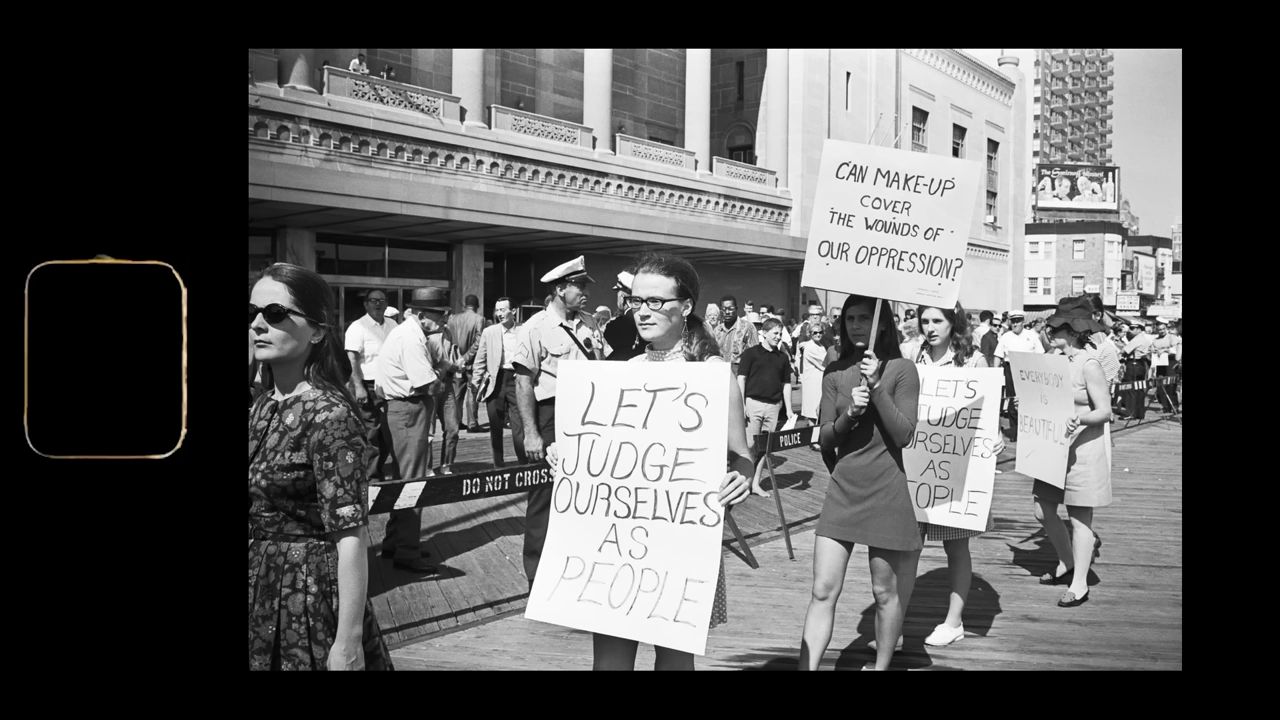 CAN MAKE-UP
COVER
THE WOUNDS OF
OUR OPPRESSION?
LET'S
JUDGE
OURSELVES
AS
PEOPLE
DO NOT CROSS
POLICE
LET'S
JUDGE
URSELVES
AS
EOPLE
EVERYBODY
IS
BEAUTIFUL